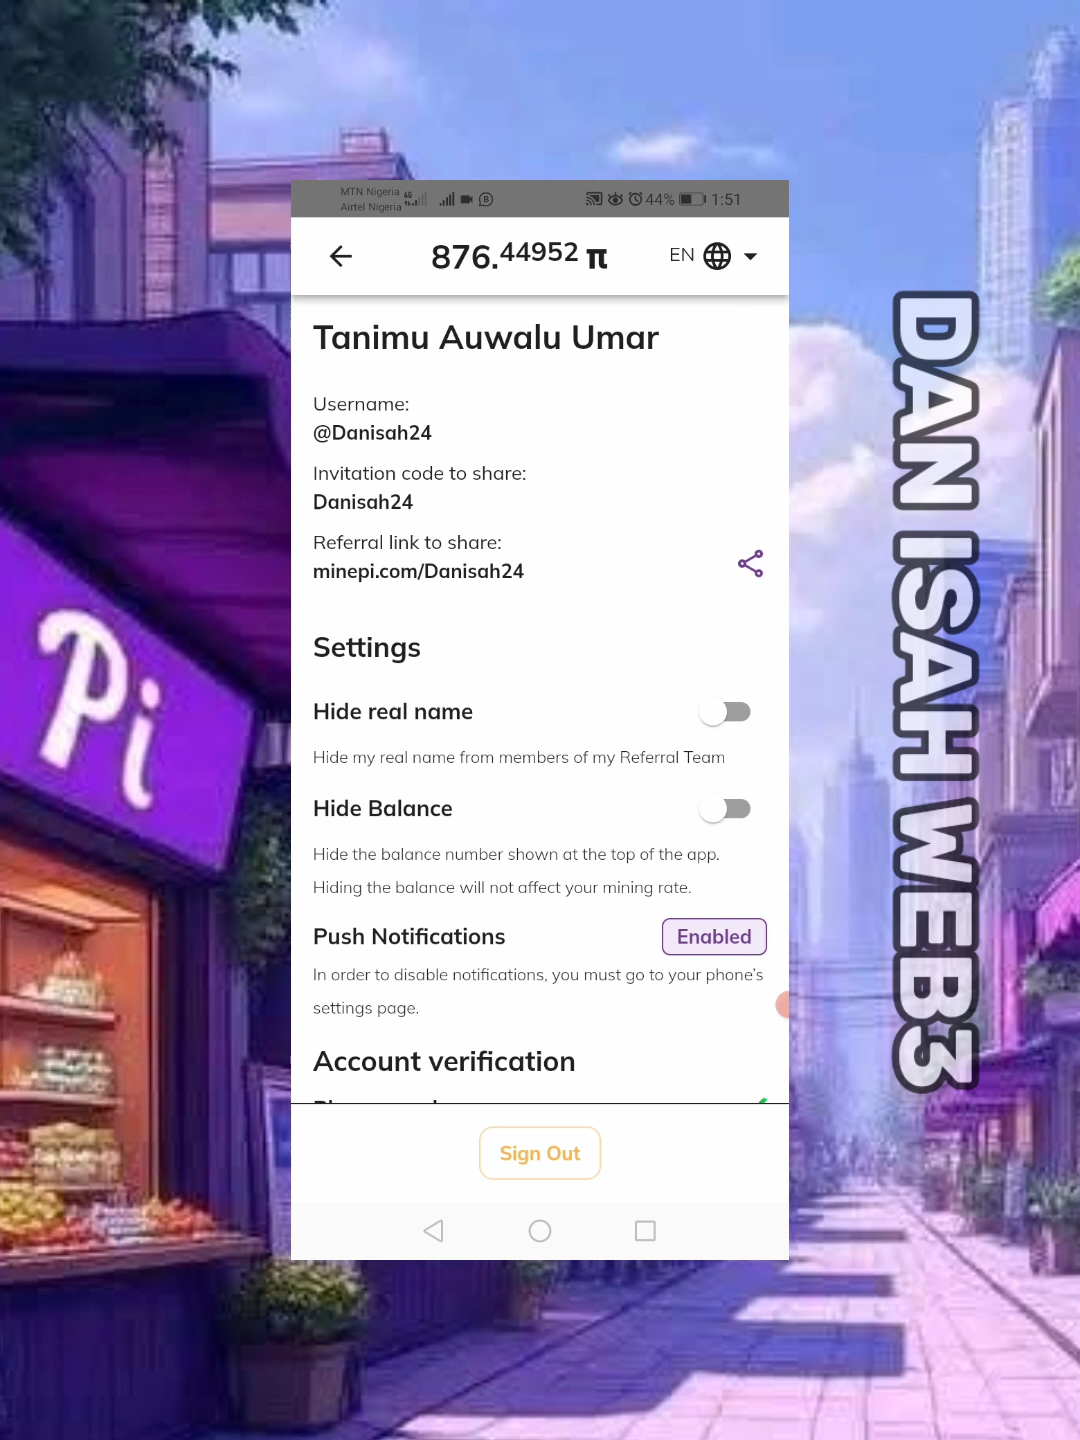 MTN Nigeria
Airtel Nigeria
4G
44%
1:51
876.44952 π
EN
Tanimu Auwalu Umar
Username:
@Danisah24
Invitation code to share:
Danisah24
Referral link to share:
minepi.com/Danisah24
Settings
Hide real name
Hide my real name from members of my Referral Team
Hide Balance
Hide the balance number shown at the top of the app.
Hiding the balance will not affect your mining rate.
Push Notifications
Enabled
In order to disable notifications, you must go to your phone's
settings page.
Account verification
Sign Out
Pi
DAN ISAH WEB3